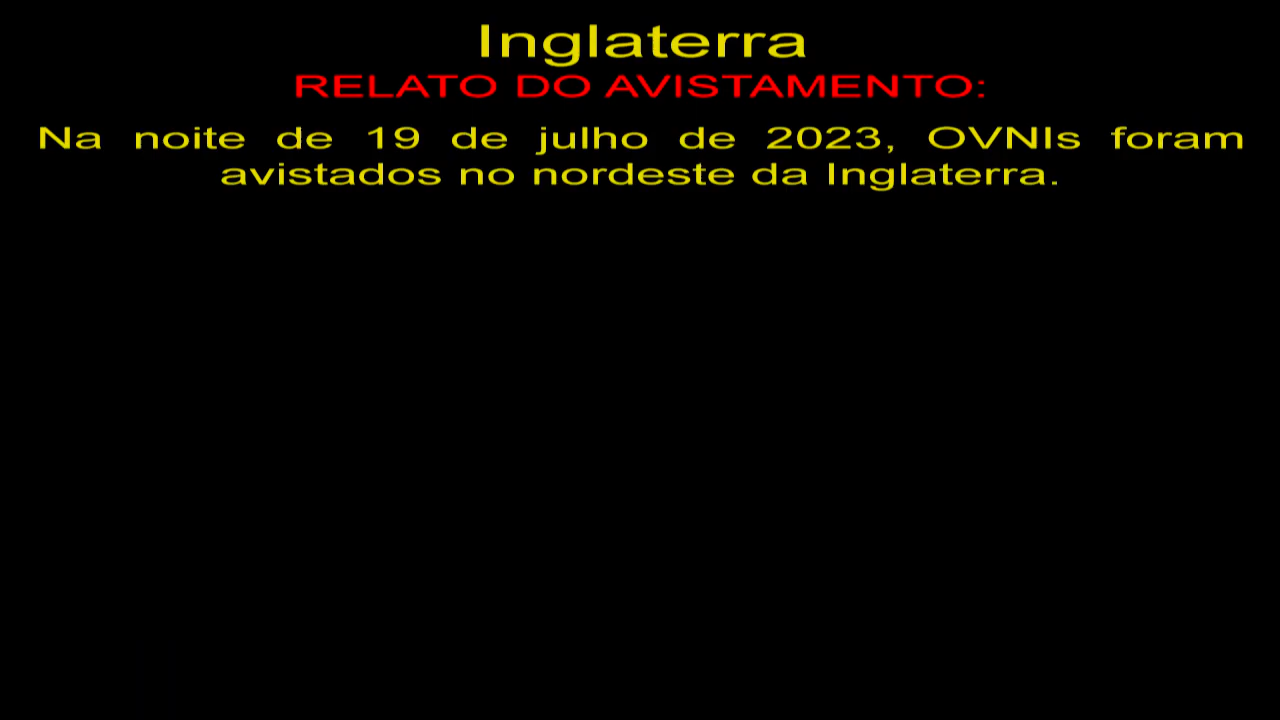 Inglaterra
RELATO DO AVISTAMENTO:
Na noite de 19 de julho de 2023, OVNIs foram
avistados no nordeste da Inglaterra.